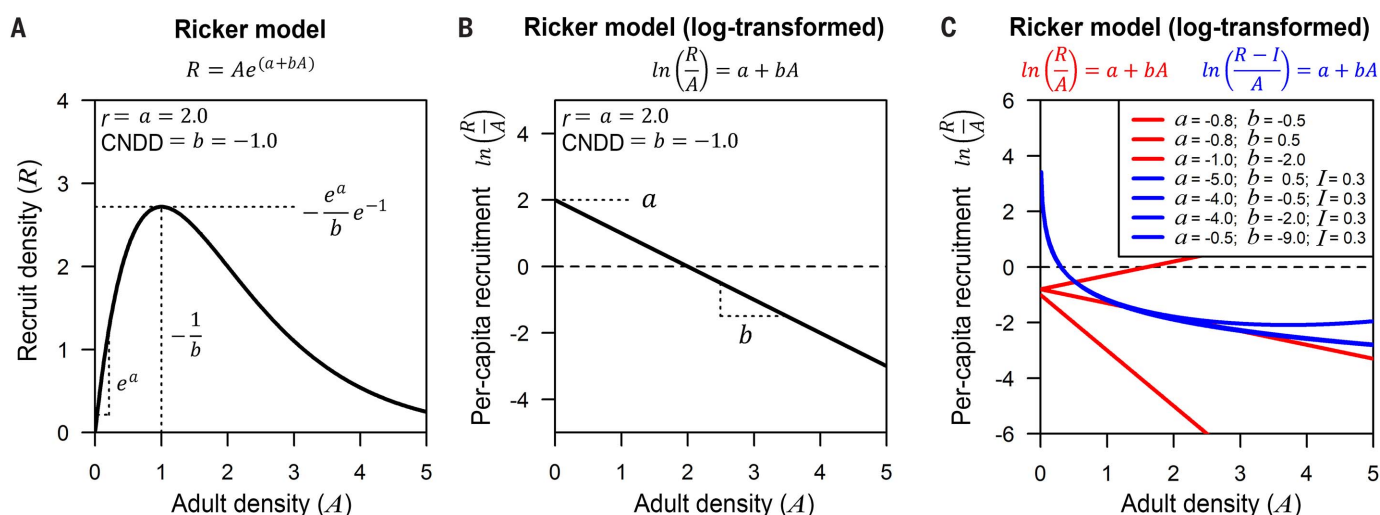 A
Ricker model
R = Ae^(a+bA)
Recruit density (R)
4
3
2
1
0
r = a = 2.0
CNDD = b = −1.0
−e^a/b e^−1
−1/b
e^a
0 1 2 3 4 5
Adult density (A)
B
Ricker model (log-transformed)
ln(R/A) = a + bA
Per-capita recruitment ln(R/A)
4
2
0
-2
-4
r = a = 2.0
CNDD = b = −1.0
a
b
0 1 2 3 4 5
Adult density (A)
C
Ricker model (log-transformed)
ln(R/A) = a + bA ln((R − I)/A) = a + bA
Per-capita recruitment ln(R/A)
6
4
2
0
-2
-4
-6
a = -0.8; b = -0.5
a = -0.8; b = 0.5
a = -1.0; b = -2.0
a = -5.0; b = 0.5; I = 0.3
a = -4.0; b = -0.5; I = 0.3
a = -4.0; b = -2.0; I = 0.3
a = -0.5; b = -9.0; I = 0.3
0 1 2 3 4 5
Adult density (A)